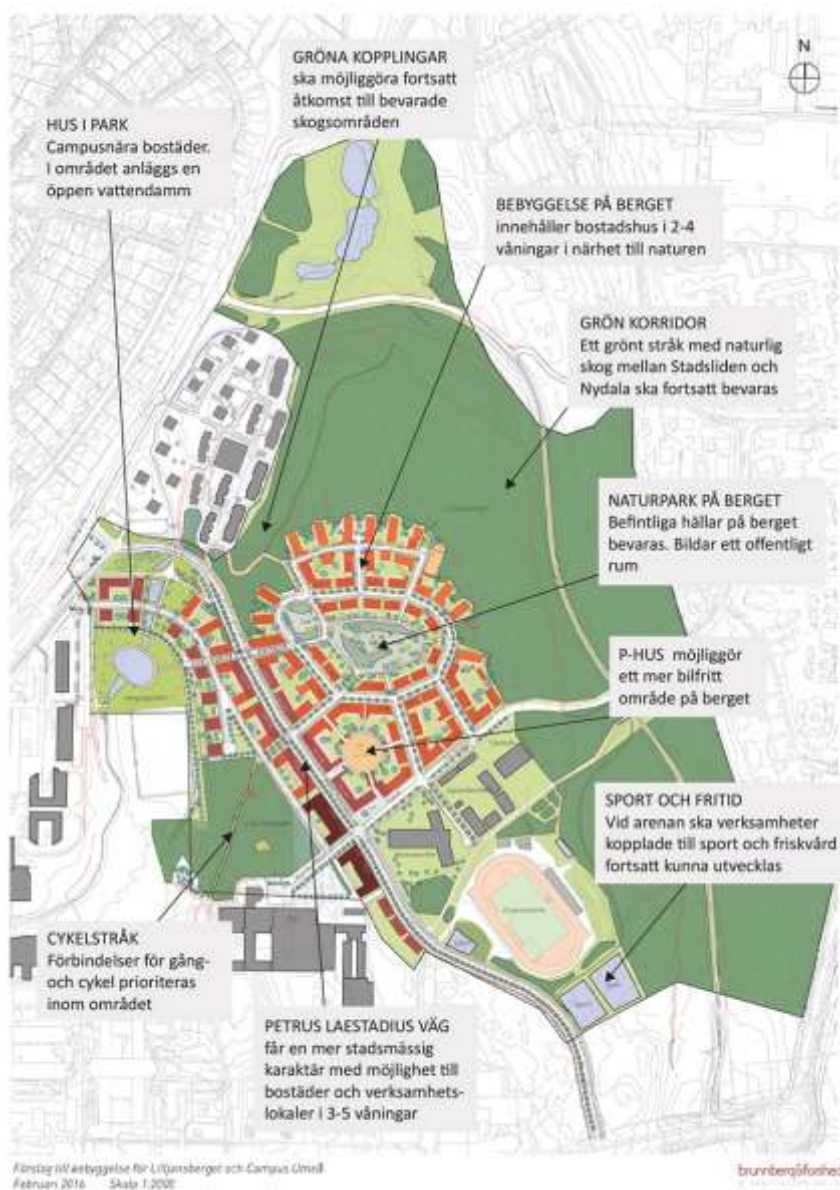 N
GRÖNA KOPPLINGAR
ska möjliggöra fortsatt
åtkomst till bevarade
skogsområden
HUS I PARK
Campusnära bostäder.
I området anläggs en
öppen vattendamm
BEBYGGELSE PÅ BERGET
innehåller bostadshus i 2-4
våningar i närhet till naturen
GRÖN KORRIDOR
Ett grönt stråk med naturlig
skog mellan Stadsliden och
Nydala ska fortsatt bevaras
NATURPARK PÅ BERGET
Befintliga hällar på berget
bevaras. Bildar ett offentligt
rum
P-HUS möjliggör
ett mer bilfritt
område på berget
SPORT OCH FRITID
Vid arenan ska verksamheter
kopplade till sport och friskvård
fortsatt kunna utvecklas
CYKELSTRÅK
Förbindelser för gång-
och cykel prioriteras
inom området
PETRUS LAESTADIUS VÄG
får en mer stadsmässig
karaktär med möjlighet till
bostäder och verksamhets-
lokaler i 3-5 våningar
Förslag till bebyggelse för Liljansberget och Campus Umeå
Februari 2016 Skala 1:2000
brunnberg&forshed